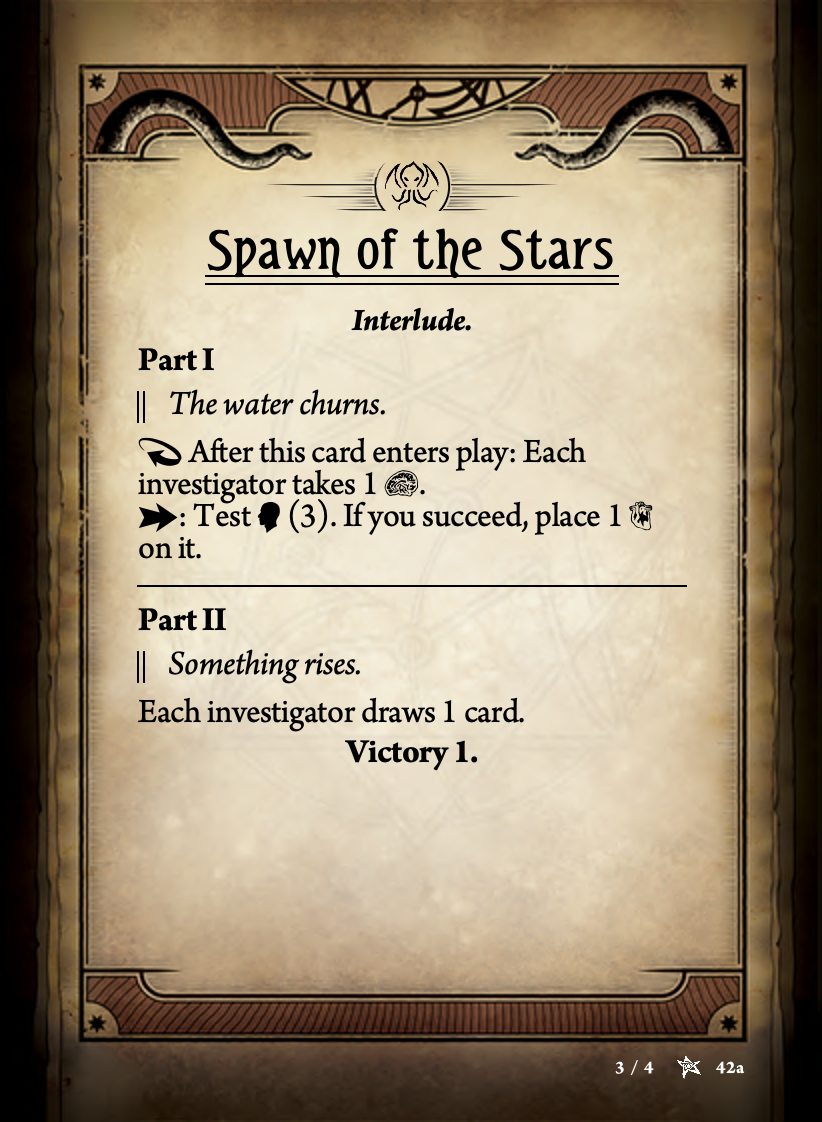 Spawn of the Stars
Interlude.
Part I
The water churns.
After this card enters play: Each
investigator takes 1 .
: Test (3). If you succeed, place 1
on it.
Part II
Something rises.
Each investigator draws 1 card.
Victory 1.
3 / 4 42a